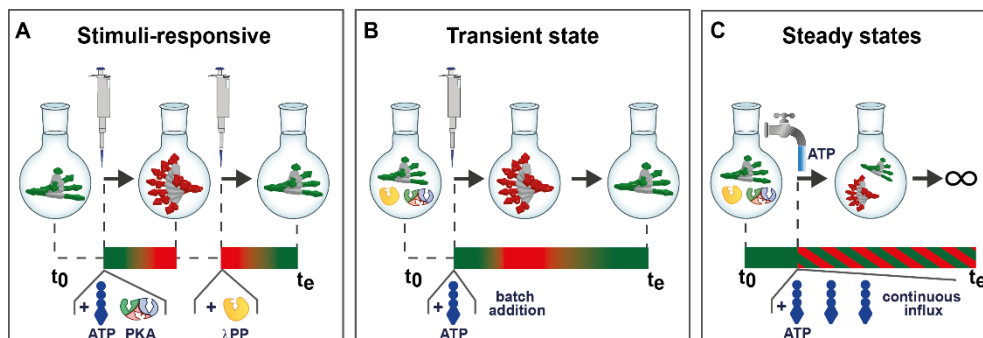 A Stimuli-responsive
t0
te
+ ATP PKA
+ λPP
B Transient state
t0
te
+ ATP
batch
addition
C Steady states
ATP
∞
t0
te
+ ATP
continuous
influx